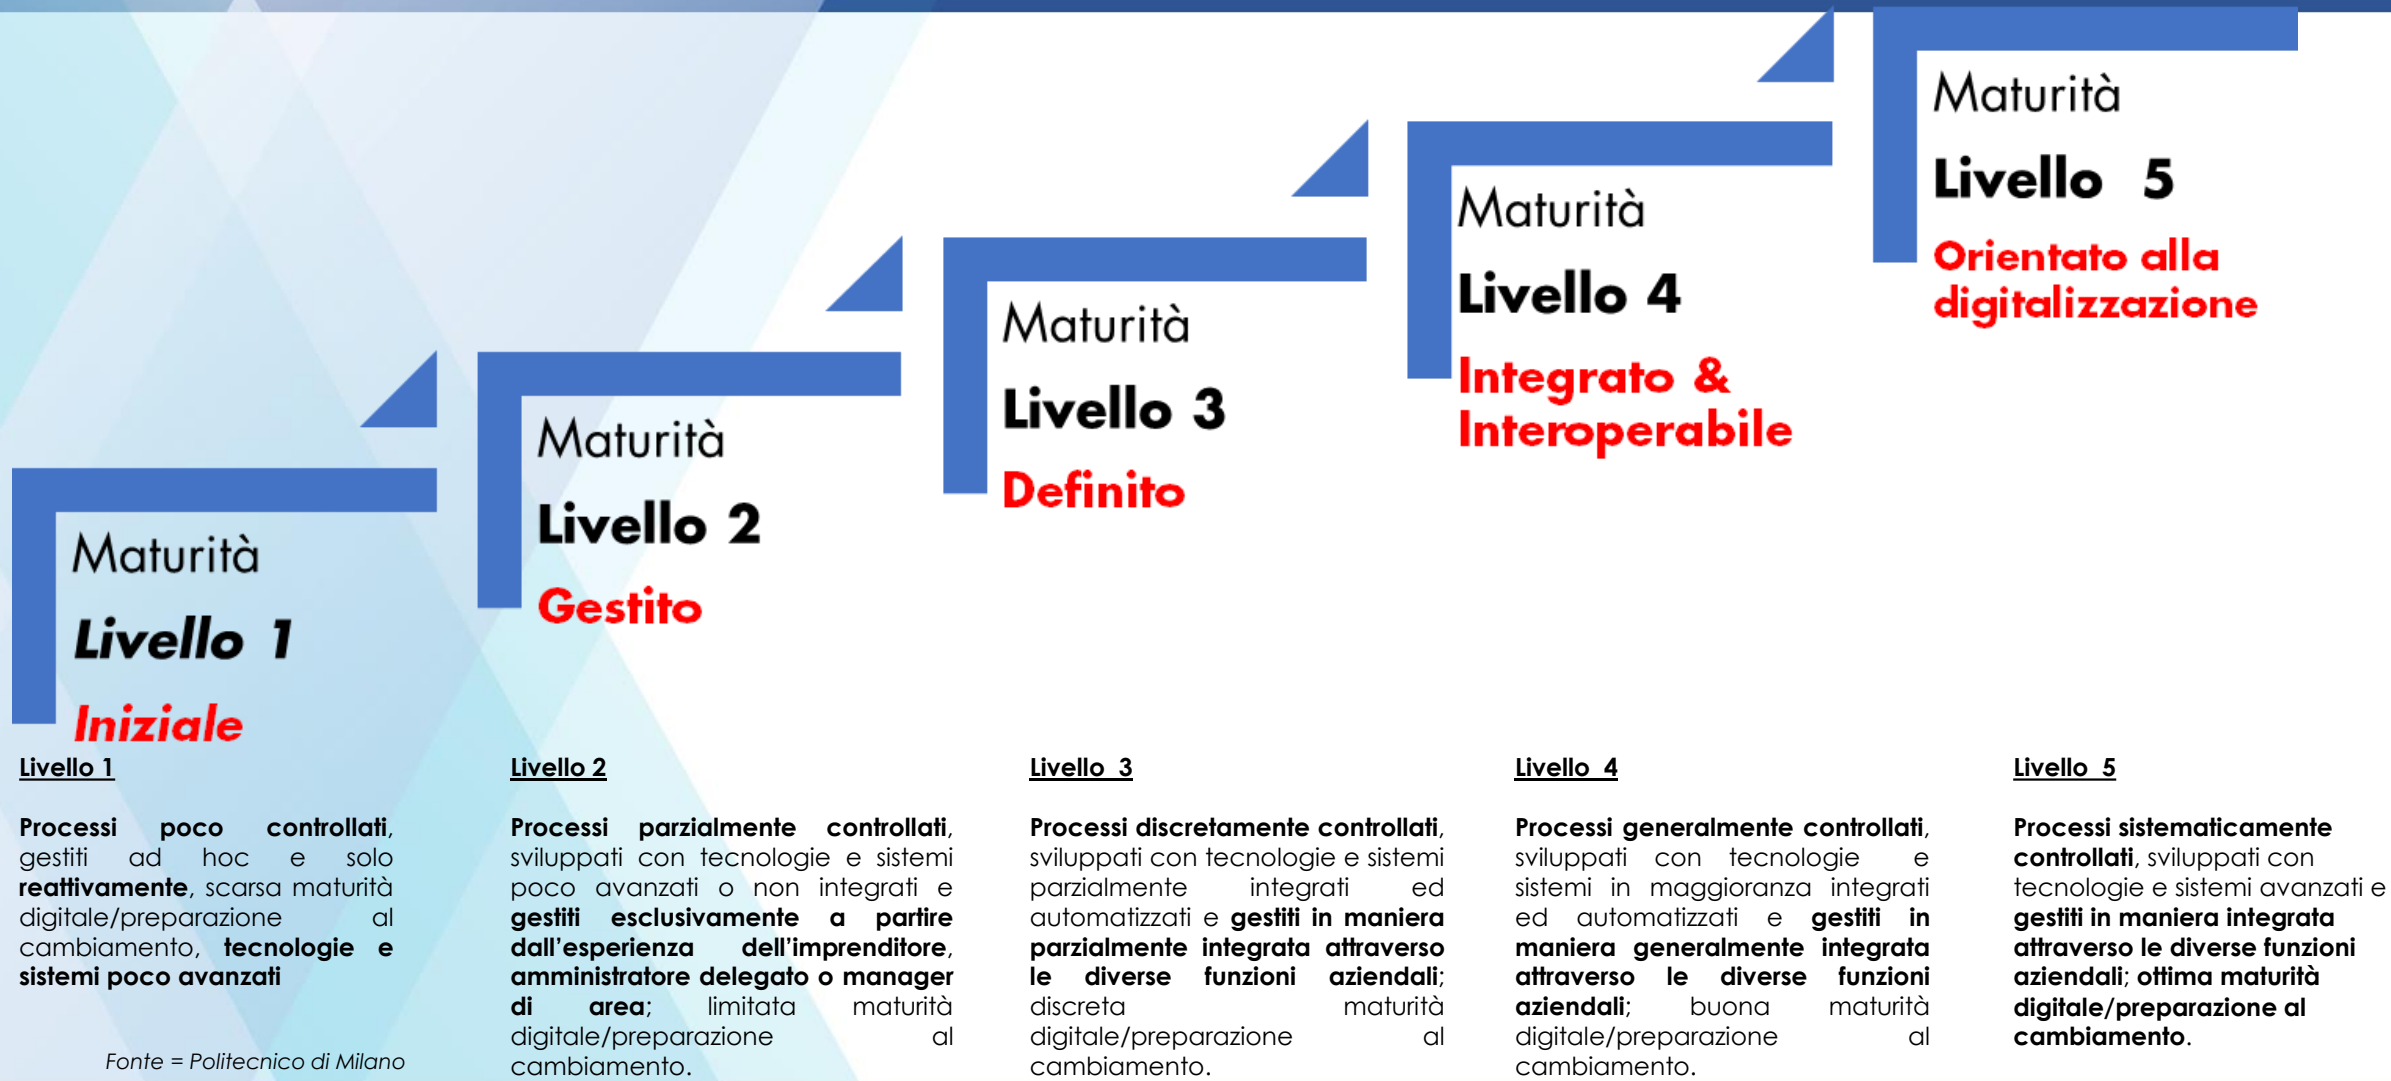 Maturità
Livello 1
Iniziale
Maturità
Livello 2
Gestito
Maturità
Livello 3
Definito
Maturità
Livello 4
Integrato &
Interoperabile
Maturità
Livello 5
Orientato alla
digitalizzazione
Livello 1
Processi poco controllati,
gestiti ad hoc e solo
reattivamente, scarsa maturità
digitale/preparazione al
cambiamento, tecnologie e
sistemi poco avanzati
Fonte = Politecnico di Milano
Livello 2
Processi parzialmente controllati,
sviluppati con tecnologie e sistemi
poco avanzati o non integrati e
gestiti esclusivamente a partire
dall'esperienza dell'imprenditore,
amministratore delegato o manager
di area; limitata maturità
digitale/preparazione al
cambiamento.
Livello 3
Processi discretamente controllati,
sviluppati con tecnologie e sistemi
parzialmente integrati ed
automatizzati e gestiti in maniera
parzialmente integrata attraverso
le diverse funzioni aziendali;
discreta maturità
digitale/preparazione al
cambiamento.
Livello 4
Processi generalmente controllati,
sviluppati con tecnologie e
sistemi in maggioranza integrati
ed automatizzati e gestiti in
maniera generalmente integrata
attraverso le diverse funzioni
aziendali; buona maturità
digitale/preparazione al
cambiamento.
Livello 5
Processi sistematicamente
controllati, sviluppati con
tecnologie e sistemi avanzati e
gestiti in maniera integrata
attraverso le diverse funzioni
aziendali; ottima maturità
digitale/preparazione al
cambiamento.